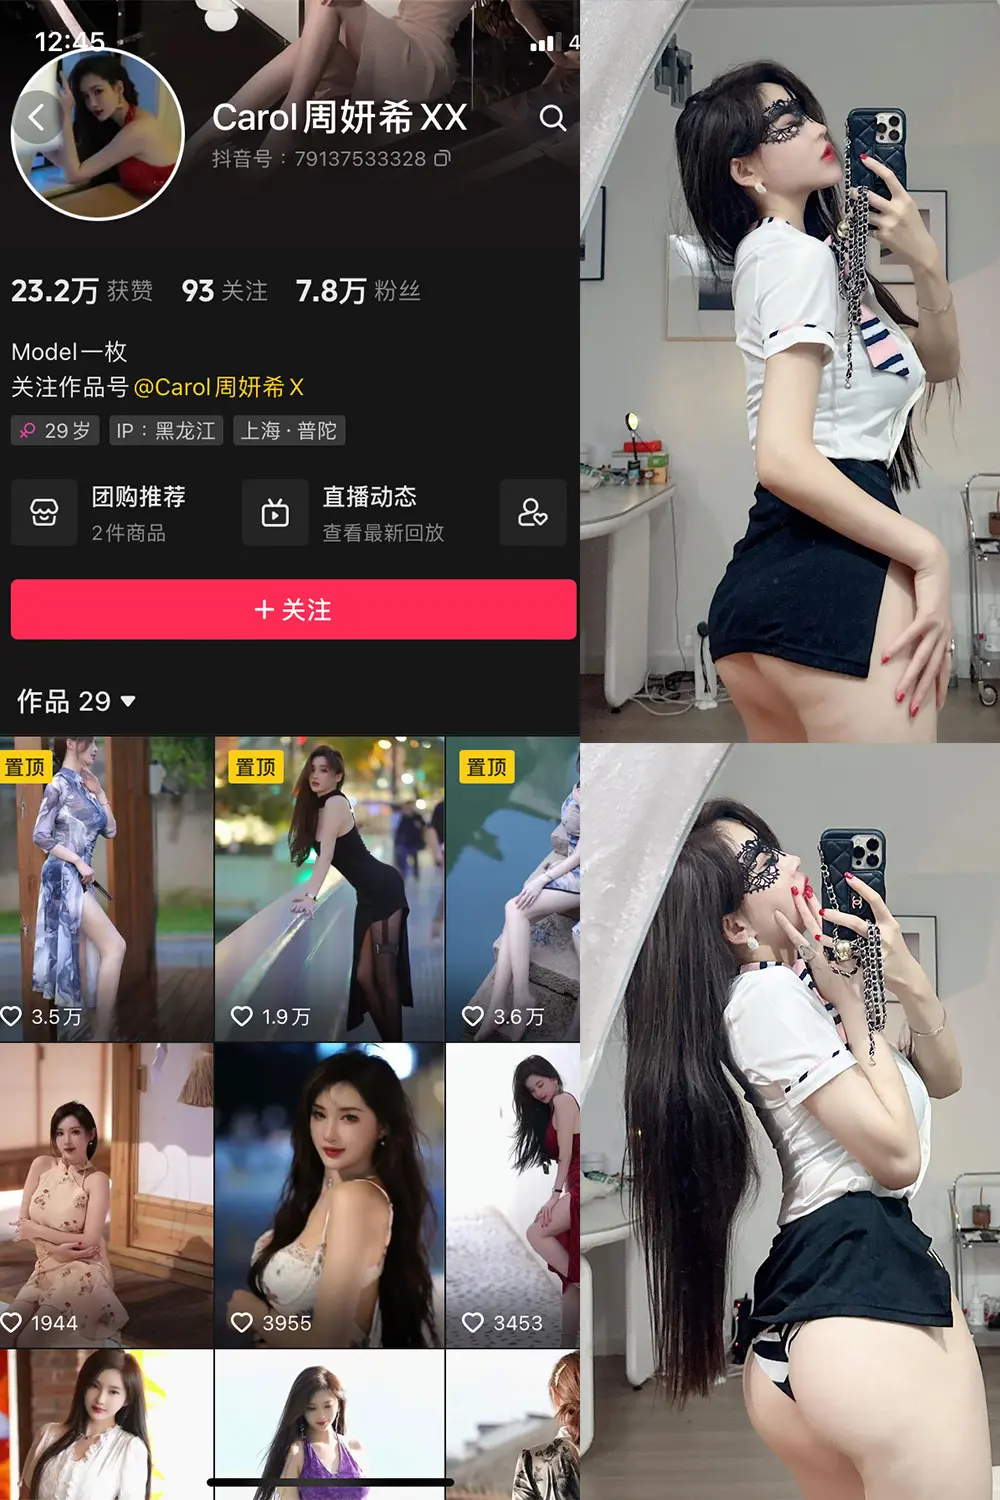 12:45
4
Carol周妍希XX
抖音号：79137533328
23.2万 获赞 93 关注 7.8万 粉丝
Model一枚
关注作品号@Carol周妍希X
29岁 IP：黑龙江 上海·普陀
团购推荐
2件商品
直播动态
查看最新回放
+ 关注
作品 29
置顶 置顶 置顶
3.5万 1.9万 3.6万
1944 3955 3453